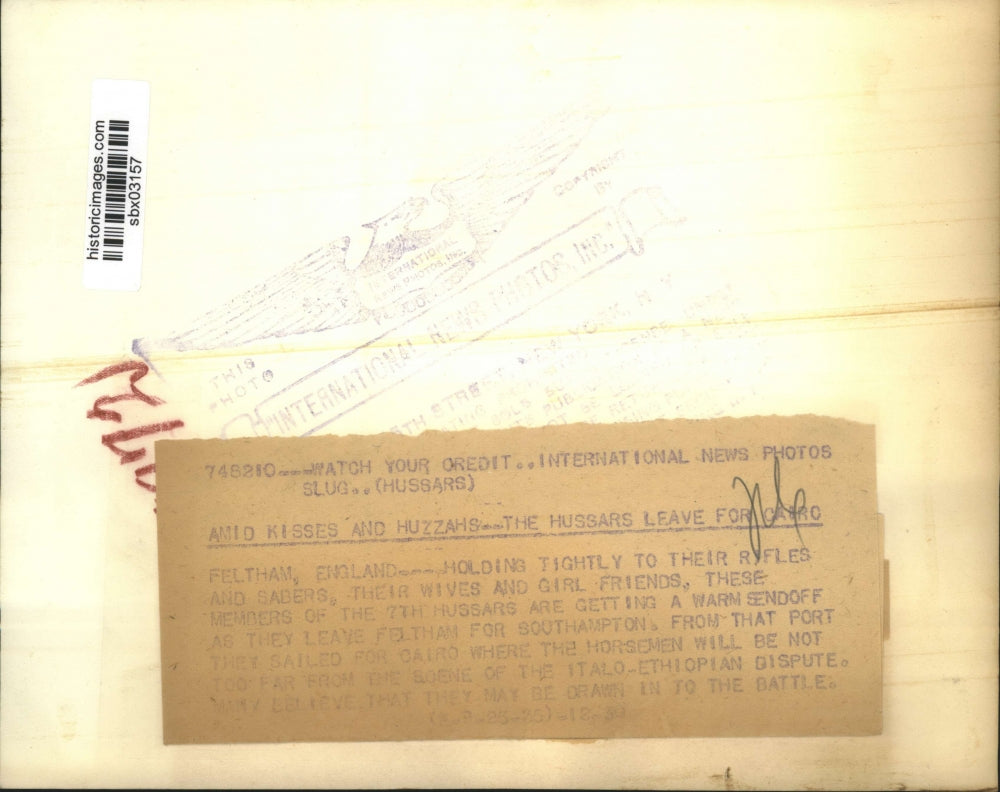 historicimages.com
sbx03157
COPYRIGHT
BY
INTERNATIONAL
NEWS PHOTOS, INC.
THIS
PHOTO
INTERNATIONAL NEWS PHOTOS, INC.
748210---WATCH YOUR CREDIT..INTERNATIONAL NEWS PHOTOS
SLUG..(HUSSARS)
AMID KISSES AND HUZZAHS--THE HUSSARS LEAVE FOR CAIRO
FELTHAM, ENGLAND----HOLDING TIGHTLY TO THEIR RIFLES
AND SABERS, THEIR WIVES AND GIRL FRIENDS, THESE
MEMBERS OF THE 7TH HUSSARS ARE GETTING A WARM SENDOFF
AS THEY LEAVE FELTHAM FOR SOUTHAMPTON. FROM THAT PORT
THEY SAILED FOR CAIRO WHERE THE HORSEMEN WILL BE NOT
TOO FAR FROM THE SCENE OF THE ITALO-ETHIOPIAN DISPUTE.
MANY BELIEVE THAT THEY MAY BE DRAWN IN TO THE BATTLE.